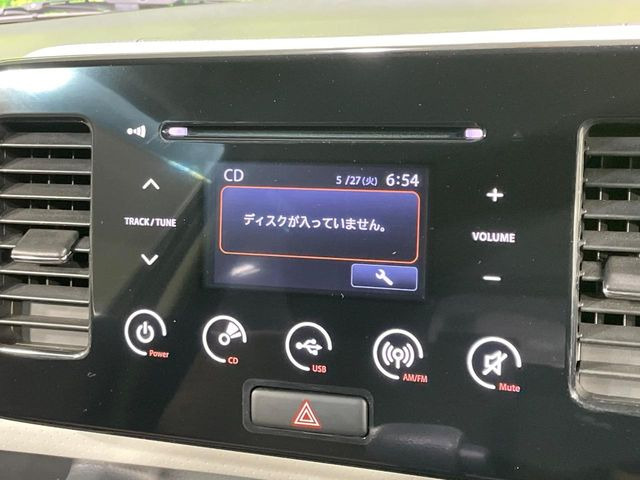 CD 5/27(火) 6:54
ディスクが入っていません。
TRACK/TUNE
+
VOLUME
−
Power
CD
USB
AM/FM
Mute